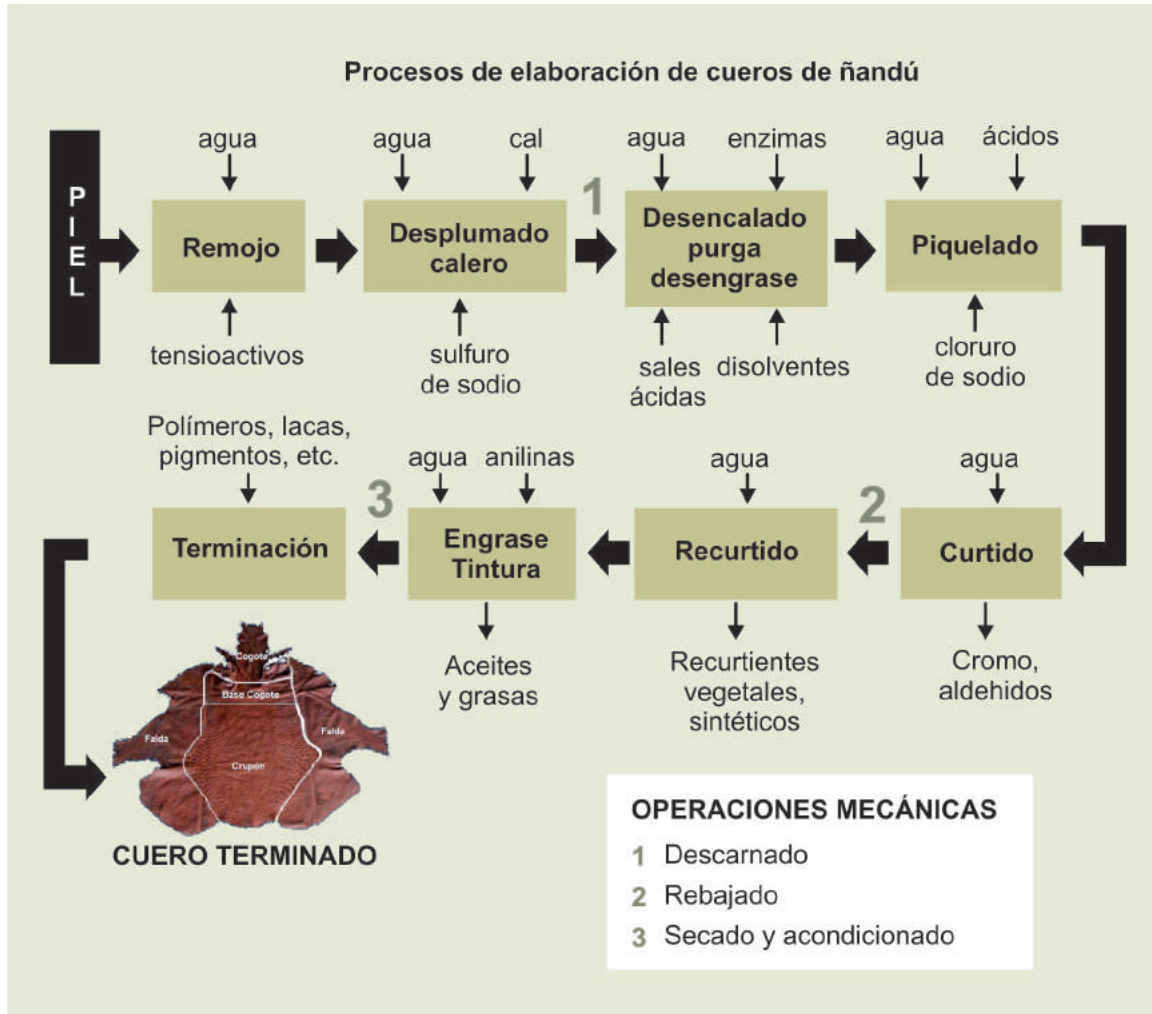 Procesos de elaboración de cueros de ñandú
PIEL
agua
Remojo
tensioactivos
agua
cal
Desplumado
calero
sulfuro
de sodio
1
agua
enzimas
Desencalado
purga
desengrase
sales
ácidas
disolventes
agua
ácidos
Piquelado
cloruro
de sodio
agua
Curtido
Cromo,
aldehidos
2
agua
Recurtido
Recurtientes
vegetales,
sintéticos
agua
anilinas
Engrase
Tintura
Aceites
y grasas
3
Polímeros, lacas,
pigmentos, etc.
Terminación
Cogote
Base Cogote
Falda
Falda
Crupón
CUERO TERMINADO
OPERACIONES MECÁNICAS
1 Descarnado
2 Rebajado
3 Secado y acondicionado